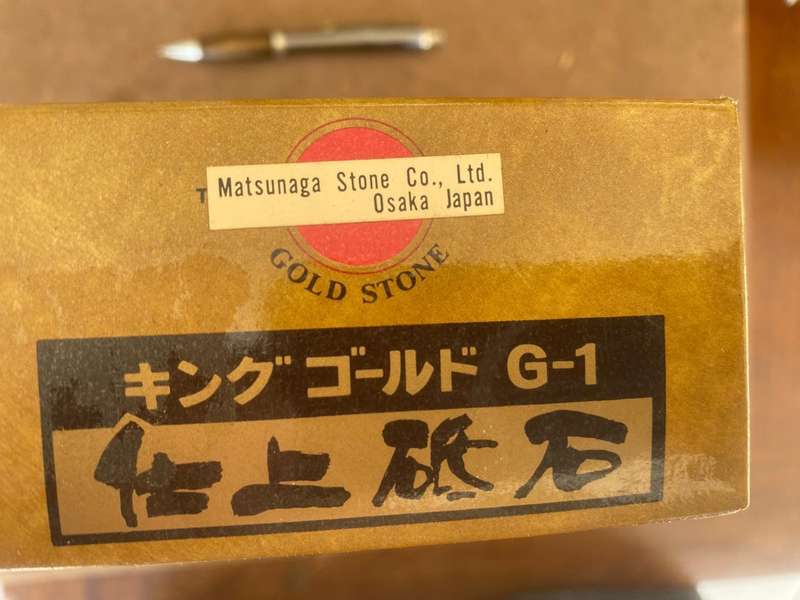 Matsunaga Stone Co., Ltd.
Osaka Japan
GOLD STONE
キング ゴールド G-1
仕上砥石